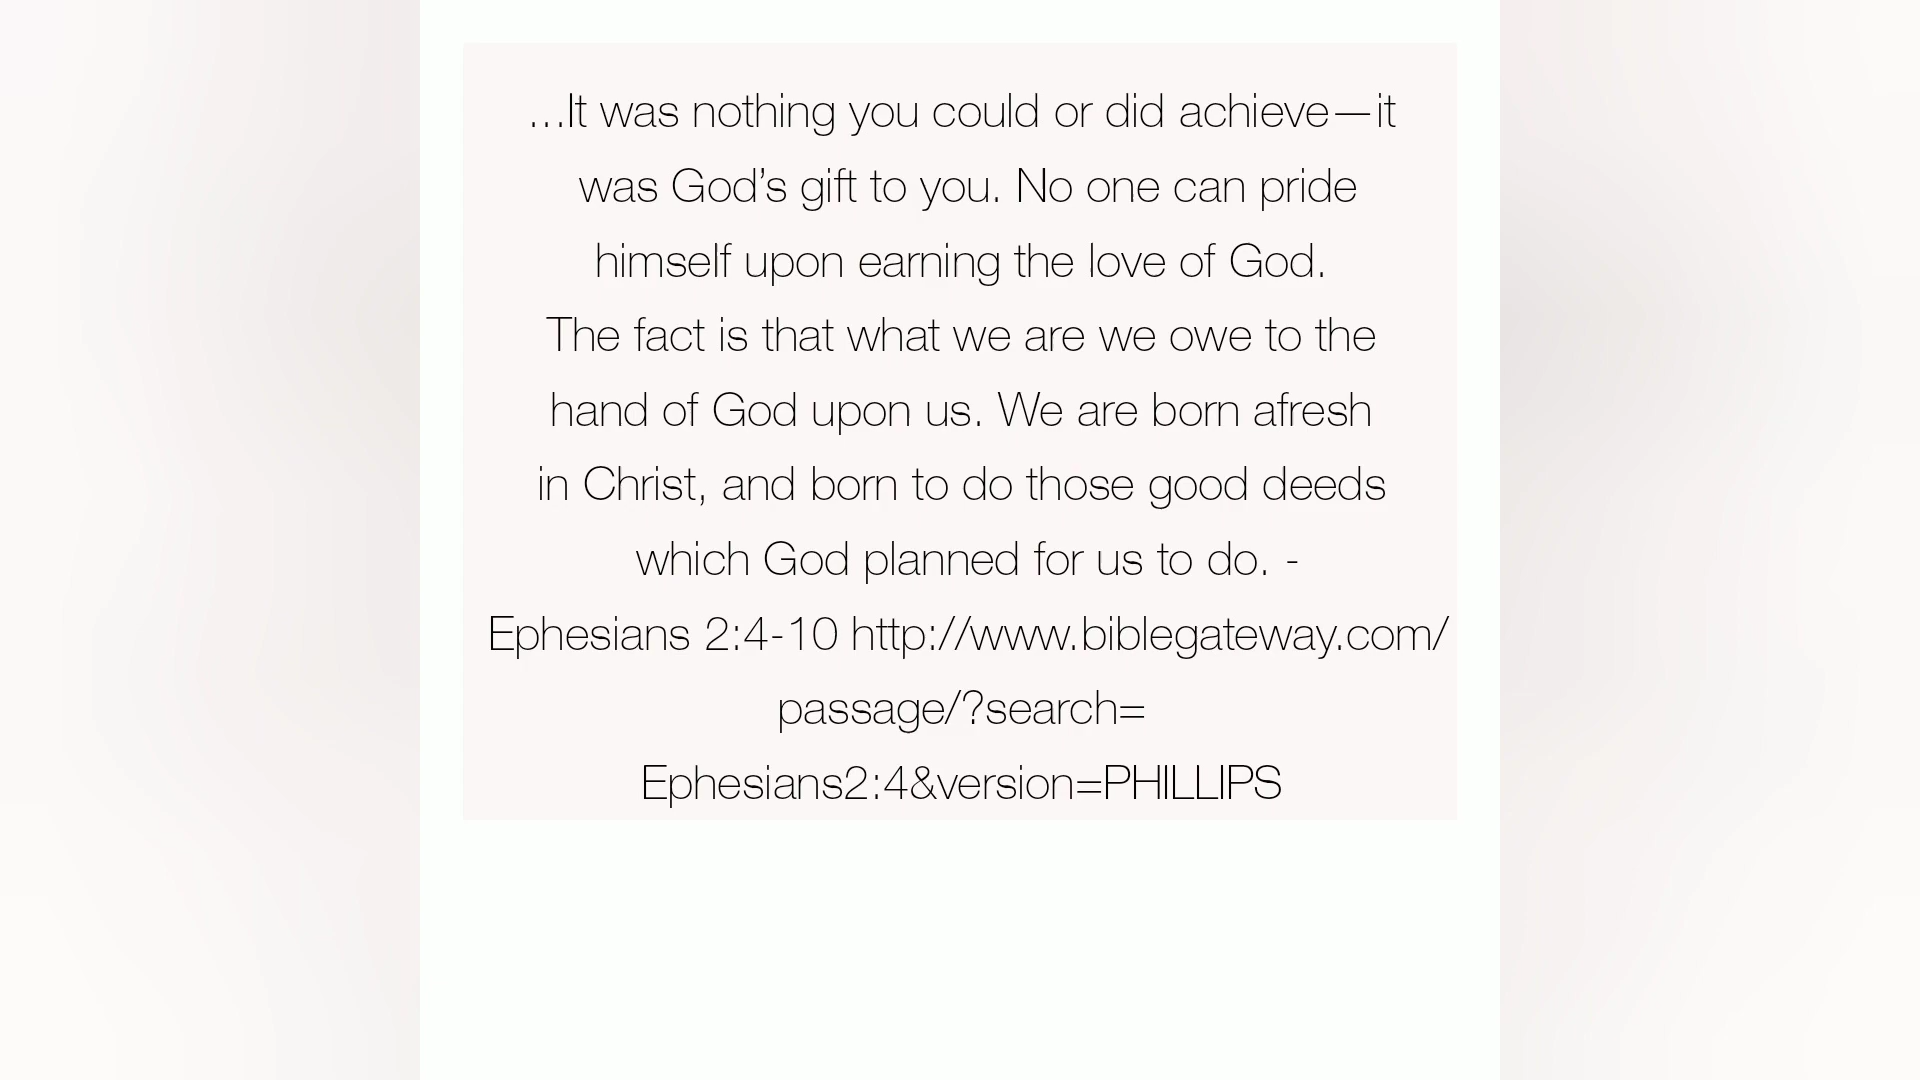 ...It was nothing you could or did achieve—it
was God’s gift to you. No one can pride
himself upon earning the love of God.
The fact is that what we are we owe to the
hand of God upon us. We are born afresh
in Christ, and born to do those good deeds
which God planned for us to do. -
Ephesians 2:4-10 http://www.biblegateway.com/
passage/?search=
Ephesians2:4&version=PHILLIPS